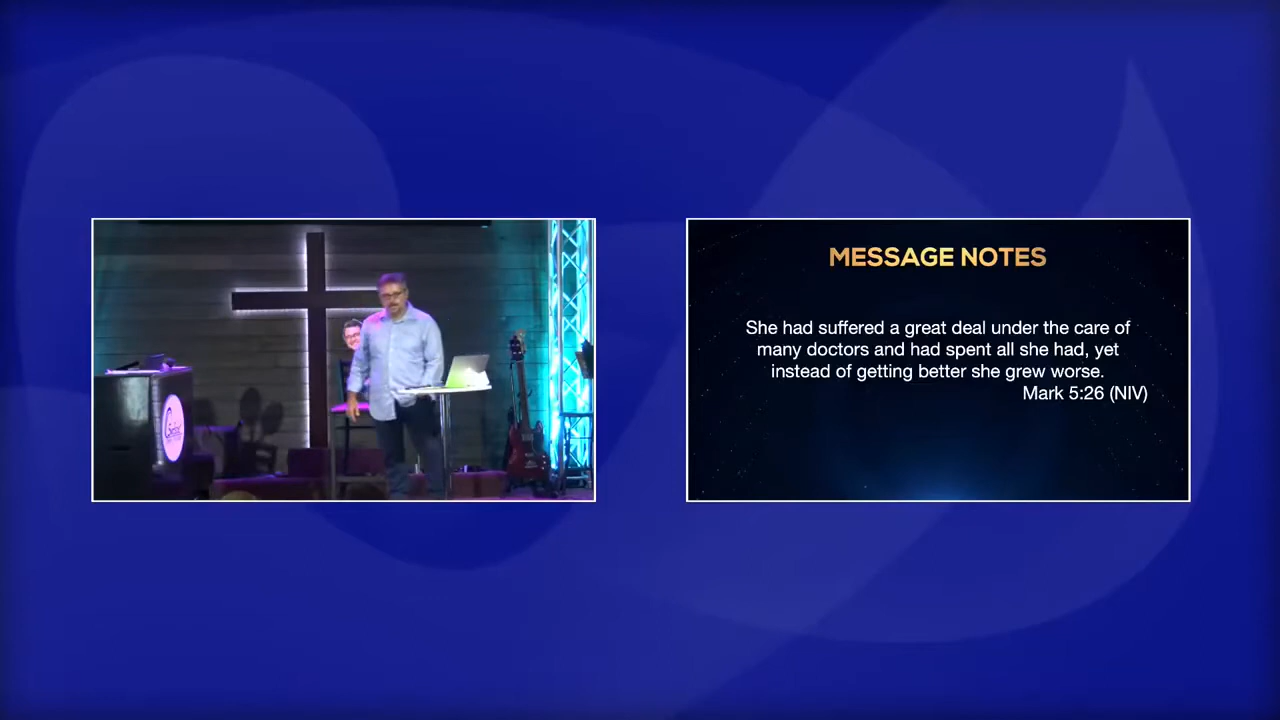 MESSAGE NOTES
She had suffered a great deal under the care of
many doctors and had spent all she had, yet
instead of getting better she grew worse.
Mark 5:26 (NIV)